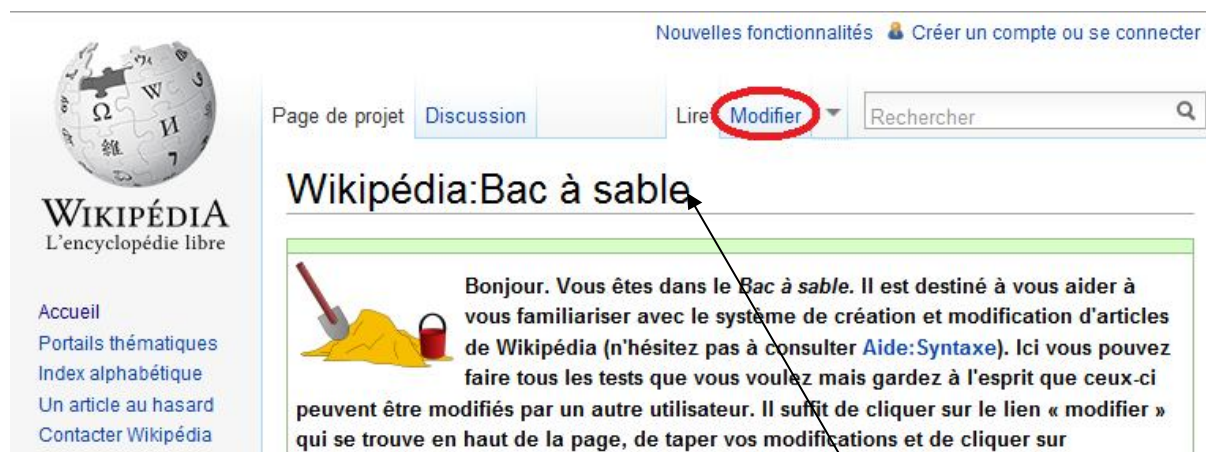 Nouvelles fonctionnalités Créer un compte ou se connecter
Page de projet Discussion Lire Modifier Rechercher
Ω W И 維 7
WIKIPÉDIA
L'encyclopédie libre
Wikipédia:Bac à sable
Accueil
Portails thématiques
Index alphabétique
Un article au hasard
Contacter Wikipédia
Bonjour. Vous êtes dans le Bac à sable. Il est destiné à vous aider à
vous familiariser avec le système de création et modification d'articles
de Wikipédia (n'hésitez pas à consulter Aide:Syntaxe). Ici vous pouvez
faire tous les tests que vous voulez mais gardez à l'esprit que ceux-ci
peuvent être modifiés par un autre utilisateur. Il suffit de cliquer sur le lien « modifier »
qui se trouve en haut de la page, de taper vos modifications et de cliquer sur